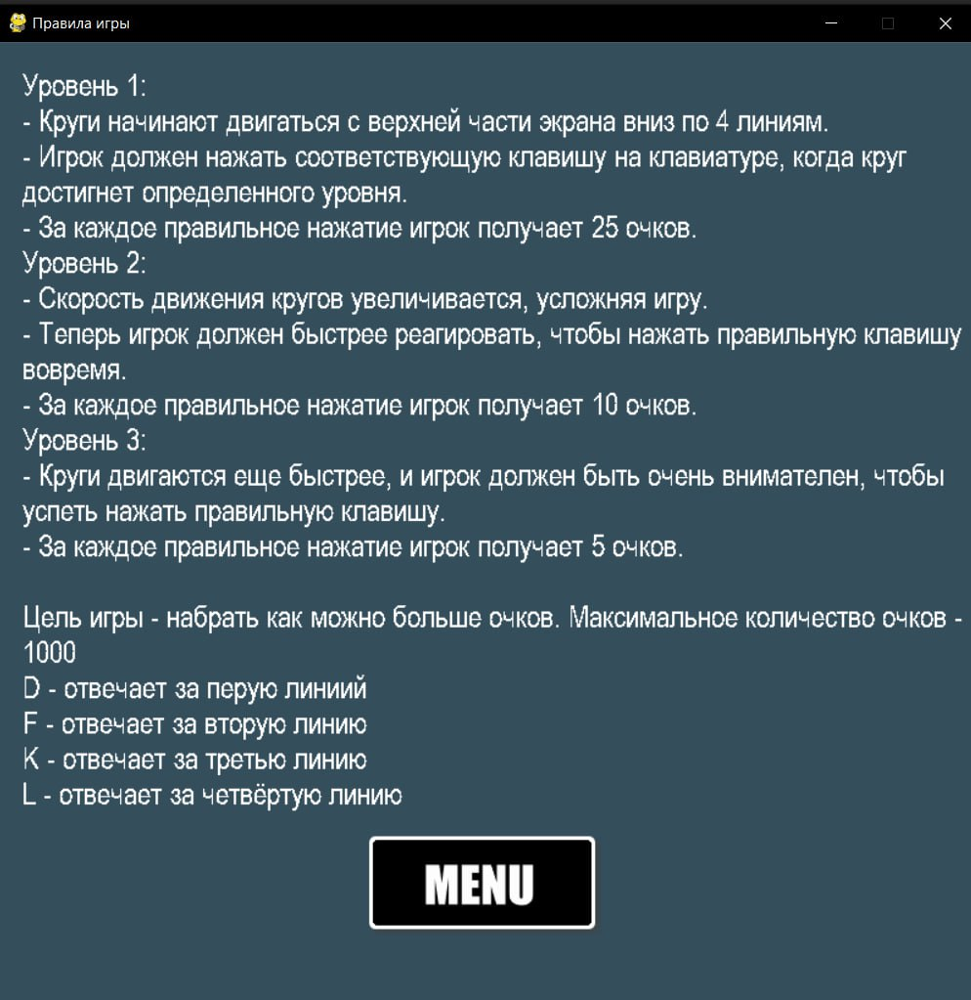 Правила игры
Уровень 1:
- Круги начинают двигаться с верхней части экрана вниз по 4 линиям.
- Игрок должен нажать соответствующую клавишу на клавиатуре, когда круг
достигнет определенного уровня.
- За каждое правильное нажатие игрок получает 25 очков.
Уровень 2:
- Скорость движения кругов увеличивается, усложняя игру.
- Теперь игрок должен быстрее реагировать, чтобы нажать правильную клавишу
вовремя.
- За каждое правильное нажатие игрок получает 10 очков.
Уровень 3:
- Круги двигаются еще быстрее, и игрок должен быть очень внимателен, чтобы
успеть нажать правильную клавишу.
- За каждое правильное нажатие игрок получает 5 очков.
Цель игры - набрать как можно больше очков. Максимальное количество очков -
1000
D - отвечает за перую линиий
F - отвечает за вторую линию
K - отвечает за третью линию
L - отвечает за четвёртую линию
MENU